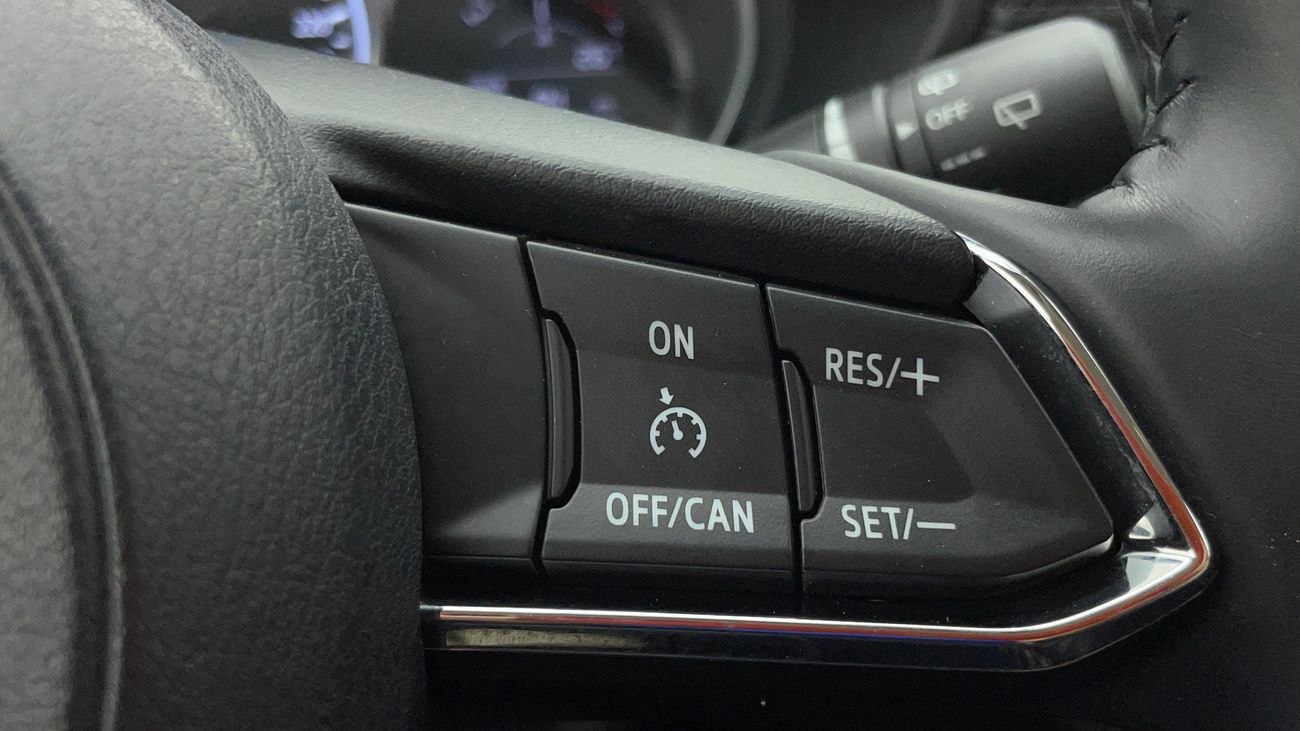 OFF
ON
RES/+
OFF/CAN
SET/—